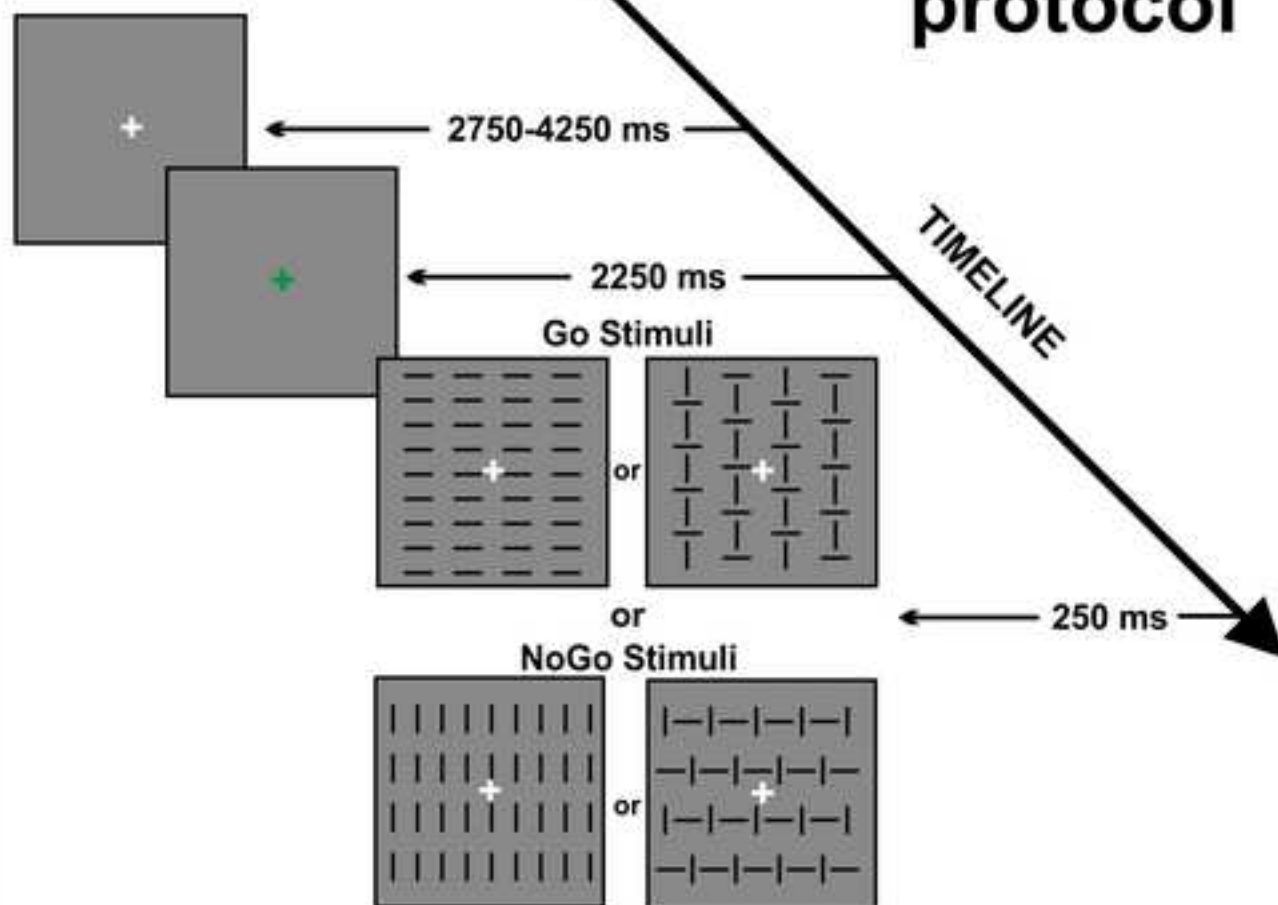 protocol
2750-4250 ms
TIMELINE
2250 ms
Go Stimuli
or
or
250 ms
NoGo Stimuli
or